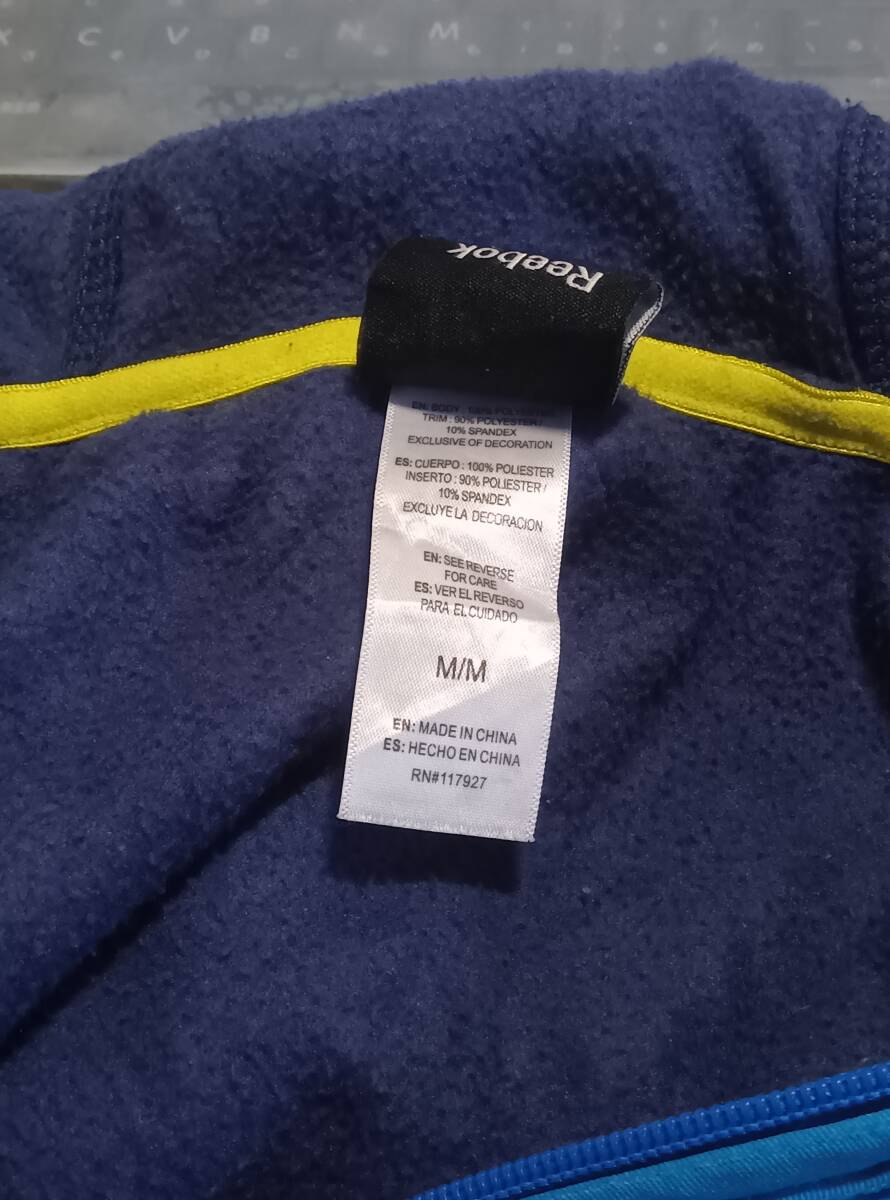 X C V B N M
Reebok
EN: BODY : 100% POLYESTER
TRIM : 90% POLYESTER/
10% SPANDEX
EXCLUSIVE OF DECORATION
ES: CUERPO : 100% POLIESTER
INSERTO : 90% POLIESTER /
10% SPANDEX
EXCLUYE LA DECORACION
EN: SEE REVERSE
FOR CARE
ES: VER EL REVERSO
PARA EL CUIDADO
M/M
EN: MADE IN CHINA
ES: HECHO EN CHINA
RN#117927